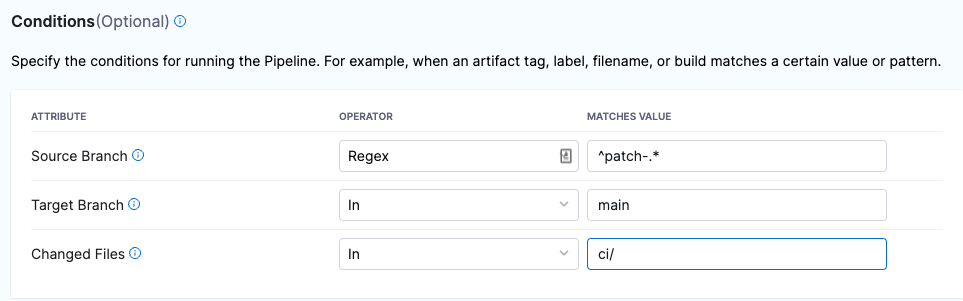 Conditions(Optional)
Specify the conditions for running the Pipeline. For example, when an artifact tag, label, filename, or build matches a certain value or pattern.
ATTRIBUTE OPERATOR MATCHES VALUE
Source Branch Regex ^patch-.*
Target Branch In main
Changed Files In ci/